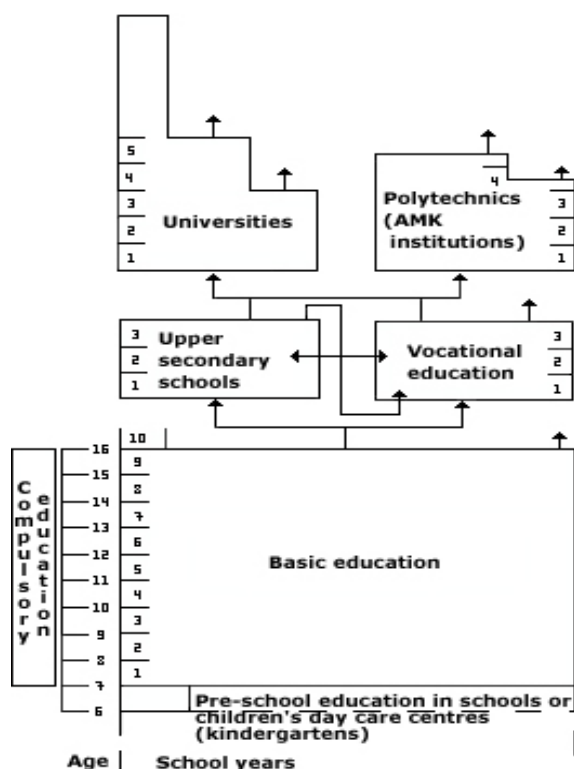 5
4
3
2
1
Universities
4
3
2
1
Polytechnics
(AMK
institutions)
3
2
1
Upper
secondary
schools
Vocational
education
3
2
1
Compulsory
education
16
15
14
13
12
11
10
9
8
7
6
10
9
8
7
6
5
4
3
2
1
Basic education
Pre-school education in schools or
children's day care centres
(kindergartens)
Age
School years